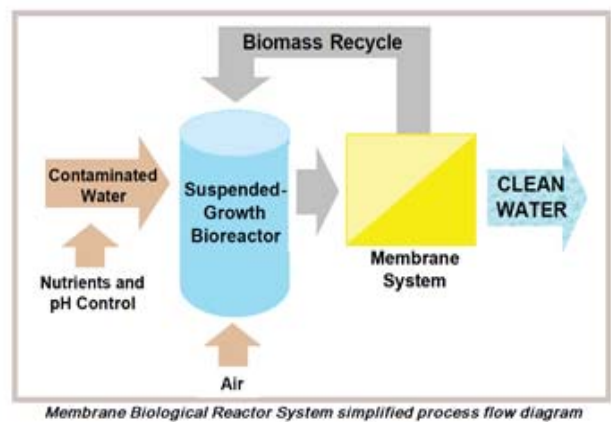 Biomass Recycle
Contaminated
Water
Suspended-
Growth
Bioreactor
CLEAN
WATER
Membrane
System
Nutrients and
pH Control
Air
Membrane Biological Reactor System simplified process flow diagram